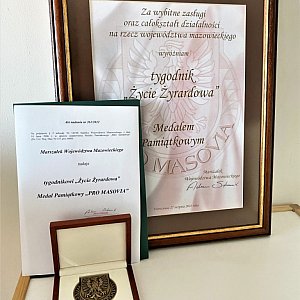 Za wybitne zasługi
oraz całokształt działalności
na rzecz województwa mazowieckiego
wyróżniam
tygodnik
„Życie Żyrardowa”
Medalem
Pamiątkowym
PRO MASOVIA
Marszałek
Województwa Mazowieckiego
Marszałek Województwa Mazowieckiego
nadaje
tygodnikowi „Życie Żyrardowa”
Medal Pamiątkowy „PRO MASOVIA”